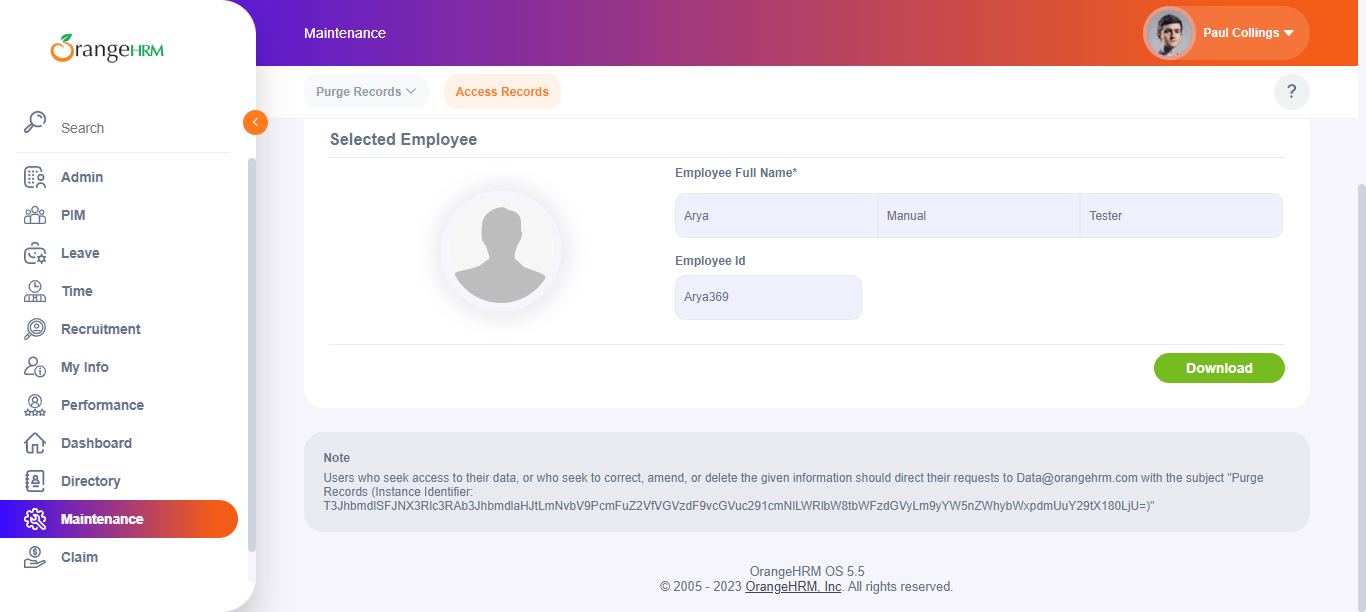 OrangeHRM
Maintenance
Paul Collings
Purge Records
Access Records
?
Search
Admin
PIM
Leave
Time
Recruitment
My Info
Performance
Dashboard
Directory
Maintenance
Claim
Selected Employee
Employee Full Name*
Arya
Manual
Tester
Employee Id
Arya369
Download
Note
Users who seek access to their data, or who seek to correct, amend, or delete the given information should direct their requests to Data@orangehrm.com with the subject "Purge
Records (Instance Identifier:
OrangeHRM OS 5.5
© 2005 - 2023 OrangeHRM, Inc. All rights reserved.